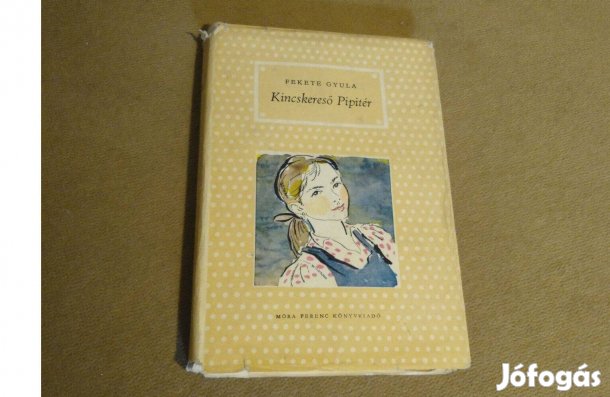 FEKETE GYULA
Kincskereső Pipitér
MÓRA FERENC KÖNYVKIADÓ
Jófogás